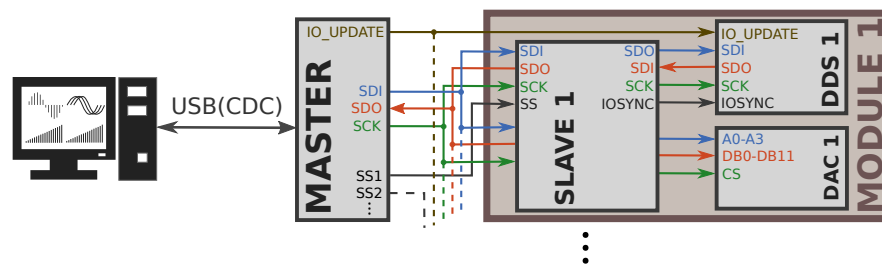 USB(CDC)
MASTER
IO_UPDATE
SDI
SDO
SCK
SS1
SS2
MODULE 1
SLAVE 1
SDI
SDO
SCK
SS
SDO
SDI
SCK
IOSYNC
DDS 1
IO_UPDATE
SDI
SDO
SCK
IOSYNC
DAC 1
A0-A3
DB0-DB11
CS